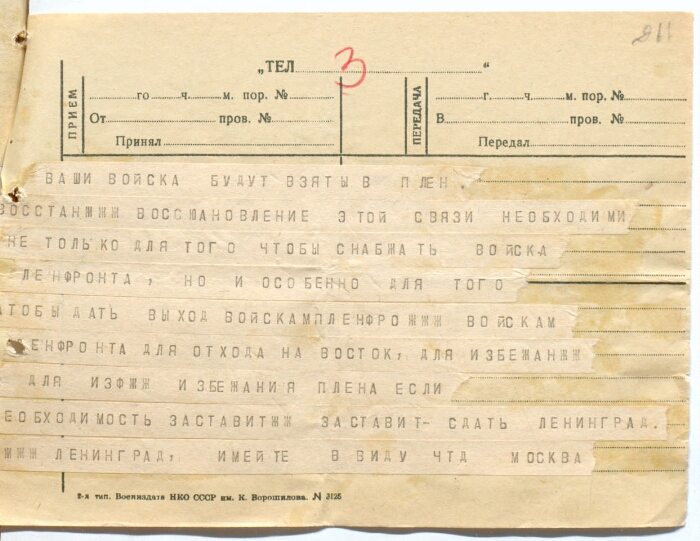 211
„ТЕЛ 3 “
ПРИЕМ
го ч. м. пор. №
От пров. №
Принял
ПЕРЕДАЧА
г. ч. м. пор. №
В пров. №
Передал
ВАШИ ВОЙСКА БУДУТ ВЗЯТЫ В ПЛЕН.
ВОССТАНЖЖЖ ВОССШАНОВЛЕНИЕ ЭТОЙ СВЯЗИ НЕОБХОДИМИ
НЕ ТОЛЬКО ДЛЯ ТОГО ЧТОБЫ СНАБЖАТЬ ВОЙСКА
ЛЕНФРОНТА, НО И ОСОБЕННО ДЛЯ ТОГО
АТОБЫ ДАТЬ ВЫХОД ВОЙСКАМПЛЕНФРОЖЖЖ ВОЙСКАМ
ЕНФРОНТА ДЛЯ ОТХОДА НА ВОСТОК, ДЛЯ ИЗБЕЖАНЖЖ
ДЛЯ ИЗФЖЖ ИЗБЕЖАНИЯ ПЛЕНА ЕСЛИ
ЕОБХОДИМОСТЬ ЗАСТАВИТЖЖ ЗАСТАВИТ- СДАТЬ ЛЕНИНГРАД.
ЖЖЖ ЛЕНИНГРАД, ИМЕЙТЕ В ВИДУ ЧТД МОСКВА
2-я тип. Воениздата НКО СССР им. К. Ворошилова. № 3125